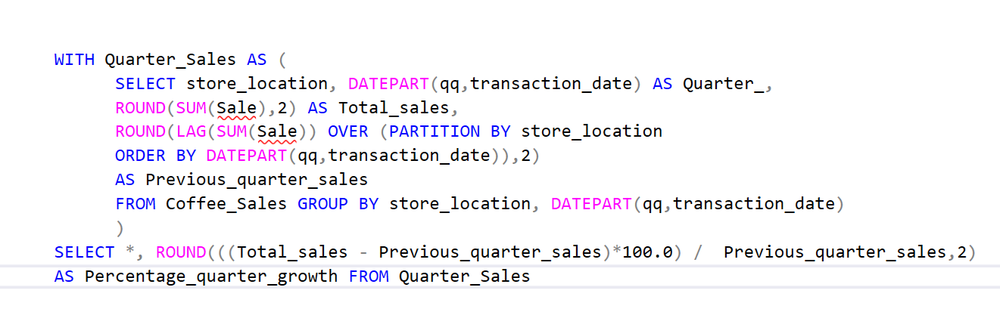 WITH Quarter_Sales AS (
SELECT store_location, DATEPART(qq,transaction_date) AS Quarter_,
ROUND(SUM(Sale),2) AS Total_sales,
ROUND(LAG(SUM(Sale)) OVER (PARTITION BY store_location
ORDER BY DATEPART(qq,transaction_date)),2)
AS Previous_quarter_sales
FROM Coffee_Sales GROUP BY store_location, DATEPART(qq,transaction_date)
)
SELECT *, ROUND(((Total_sales - Previous_quarter_sales)*100.0) /  Previous_quarter_sales,2)
AS Percentage_quarter_growth FROM Quarter_Sales